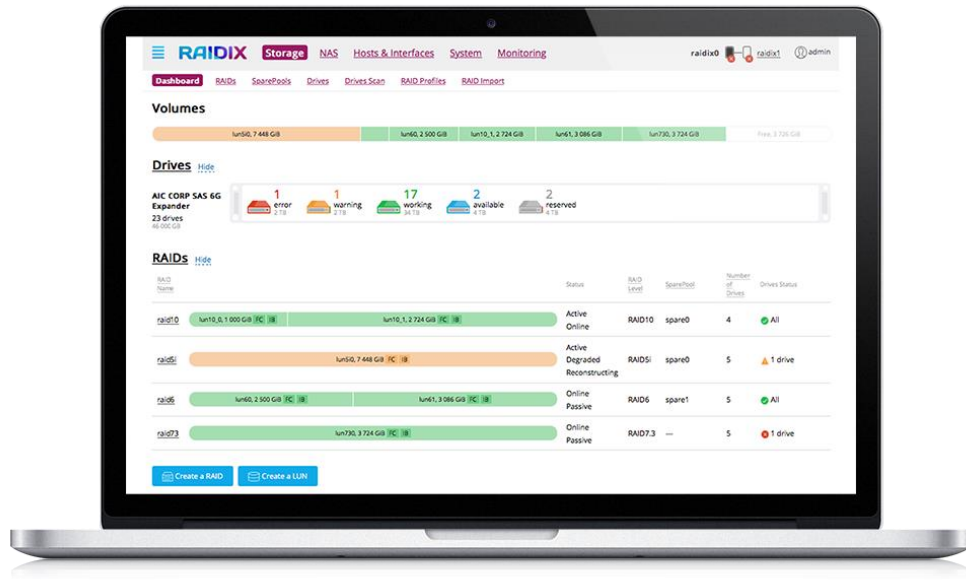 RAIDIX Storage NAS Hosts & Interfaces System Monitoring raidix0 raidix1 admin
Dashboard RAIDs SparePools Drives Drives Scan RAID Profiles RAID Import
Volumes
lun5i0, 7 448 GiB lun60, 2 500 GiB lun10_1, 2 724 GiB lun61, 3 086 GiB lun730, 3 724 GiB Free, 3 726 GiB
Drives Hide
AIC CORP SAS 6G
Expander
23 drives
46 000 GB
1 error 2 TB
1 warning 2 TB
17 working 34 TB
2 available 4 TB
2 reserved 4 TB
RAIDs Hide
RAID Name Status RAID Level SparePool Number of Drives Drives Status
raid10 lun10_0, 1 000 GiB FC IB lun10_1, 2 724 GiB FC IB Active Online RAID10 spare0 4 All
raid5i lun5i0, 7 448 GiB FC IB Active Degraded Reconstructing RAID5i spare0 5 1 drive
raid6 lun60, 2 500 GiB FC IB lun61, 3 086 GiB FC IB Online Passive RAID6 spare1 5 All
raid73 lun730, 3 724 GiB FC IB Online Passive RAID7.3 — 5 1 drive
Create a RAID Create a LUN